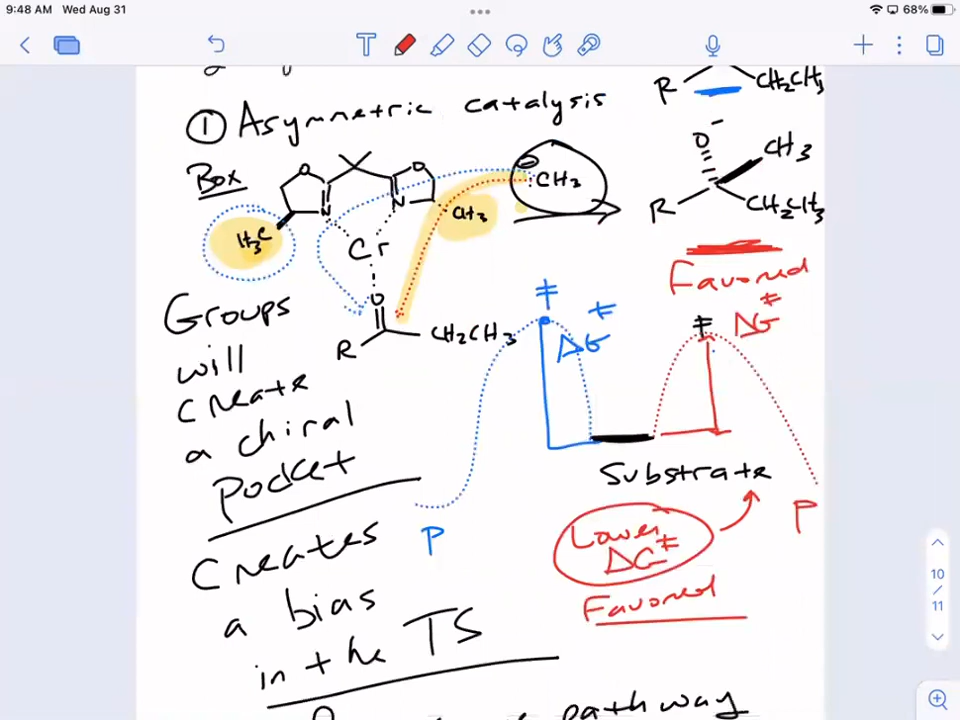 9:48 AM Wed Aug 31
68%
T
① Asymmetric catalysis
R
CH2CH3
Box
O
O
N
N
:CH3
CH3
H3C
Cr
O
R
CH2CH3
O
CH3
R
CH2CH3
Favored
‡
ΔG‡
‡
ΔG‡
Groups
will
create
a chiral
pocket
Substrate
P
P
Lower
ΔG‡
Favored
Creates
a bias
in the TS
pathway
10
/
11